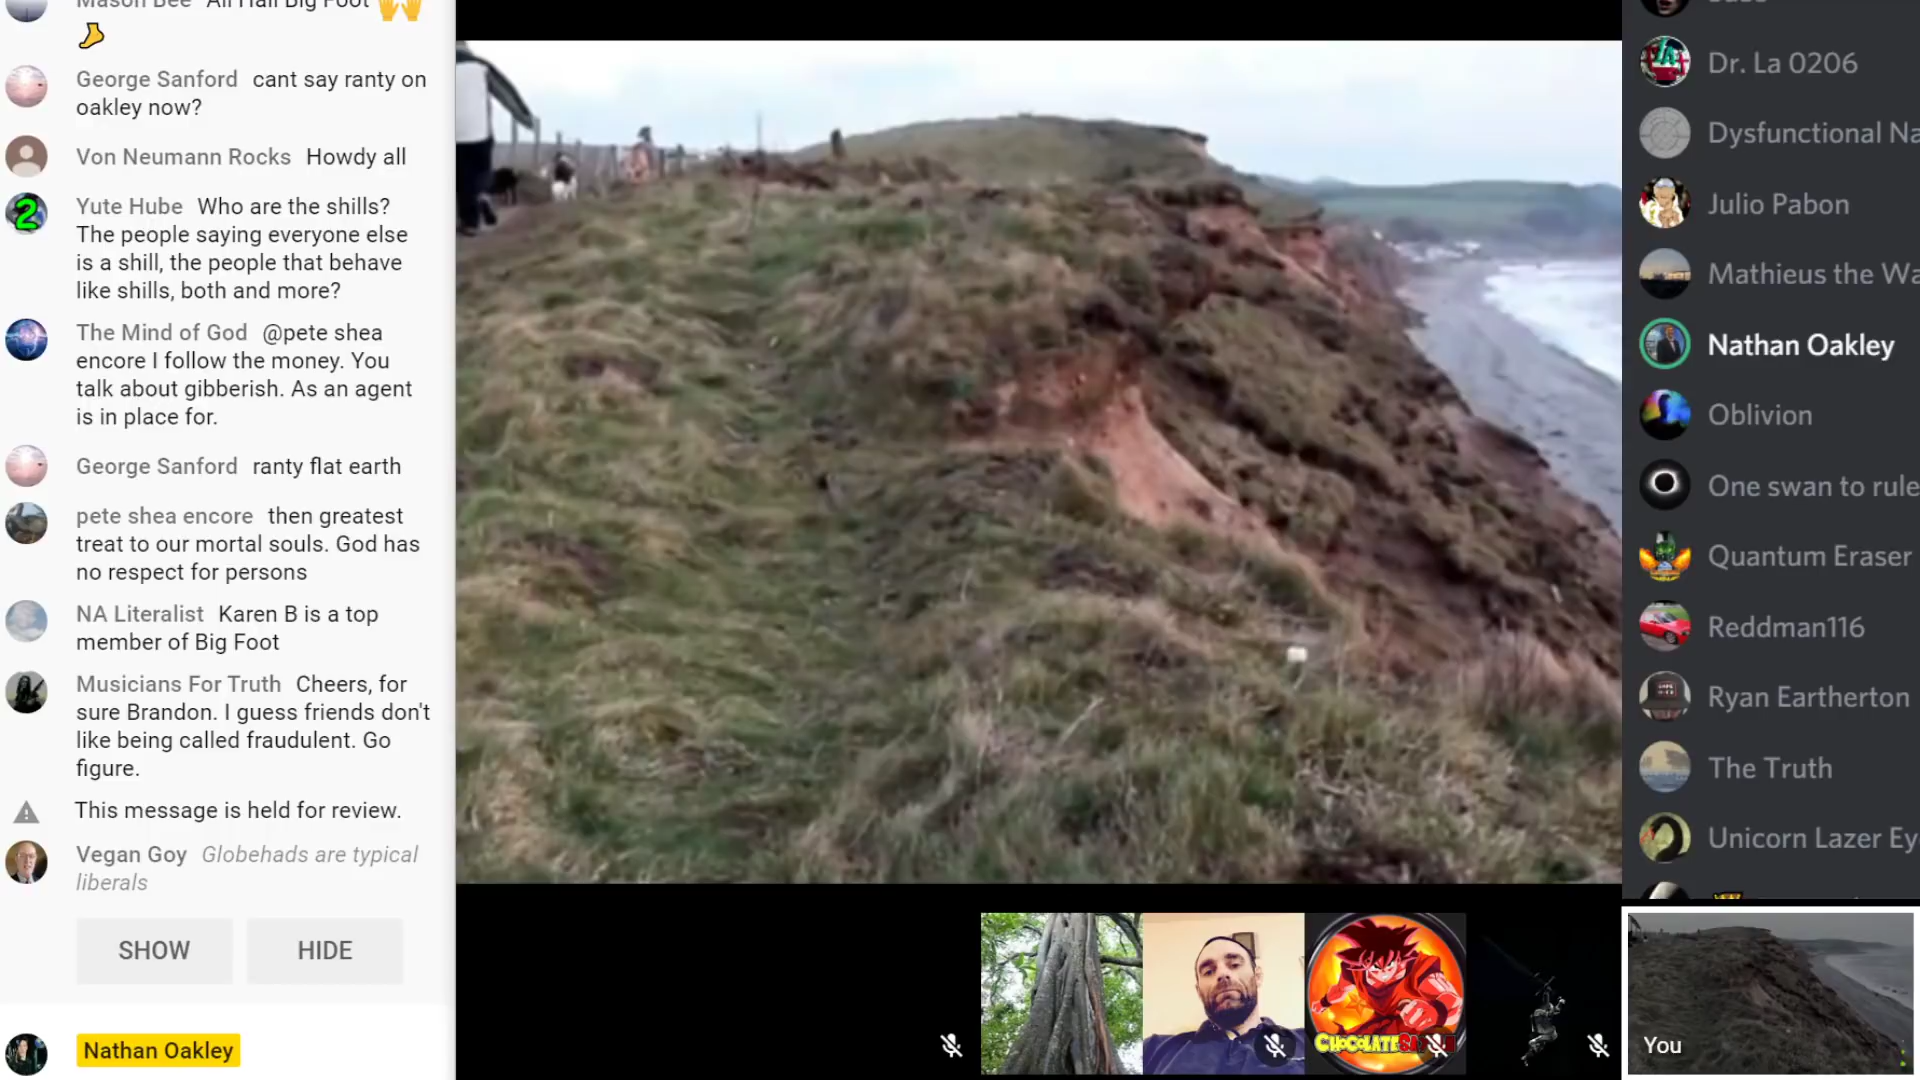 Mason Bee All Hail Big Foot
George Sanford cant say ranty on
oakley now?
Von Neumann Rocks Howdy all
Yute Hube Who are the shills?
The people saying everyone else
is a shill, the people that behave
like shills, both and more?
The Mind of God @pete shea
encore I follow the money. You
talk about gibberish. As an agent
is in place for.
George Sanford ranty flat earth
pete shea encore then greatest
treat to our mortal souls. God has
no respect for persons
NA Literalist Karen B is a top
member of Big Foot
Musicians For Truth Cheers, for
sure Brandon. I guess friends don't
like being called fraudulent. Go
figure.
This message is held for review.
Vegan Goy Globehads are typical
liberals
SHOW HIDE
Nathan Oakley
2
Dr. La 0206
Dysfunctional Na
Julio Pabon
Mathieus the Wa
Nathan Oakley
Oblivion
One swan to rule
Quantum Eraser
Reddman116
Ryan Eartherton
The Truth
Unicorn Lazer Ey
You